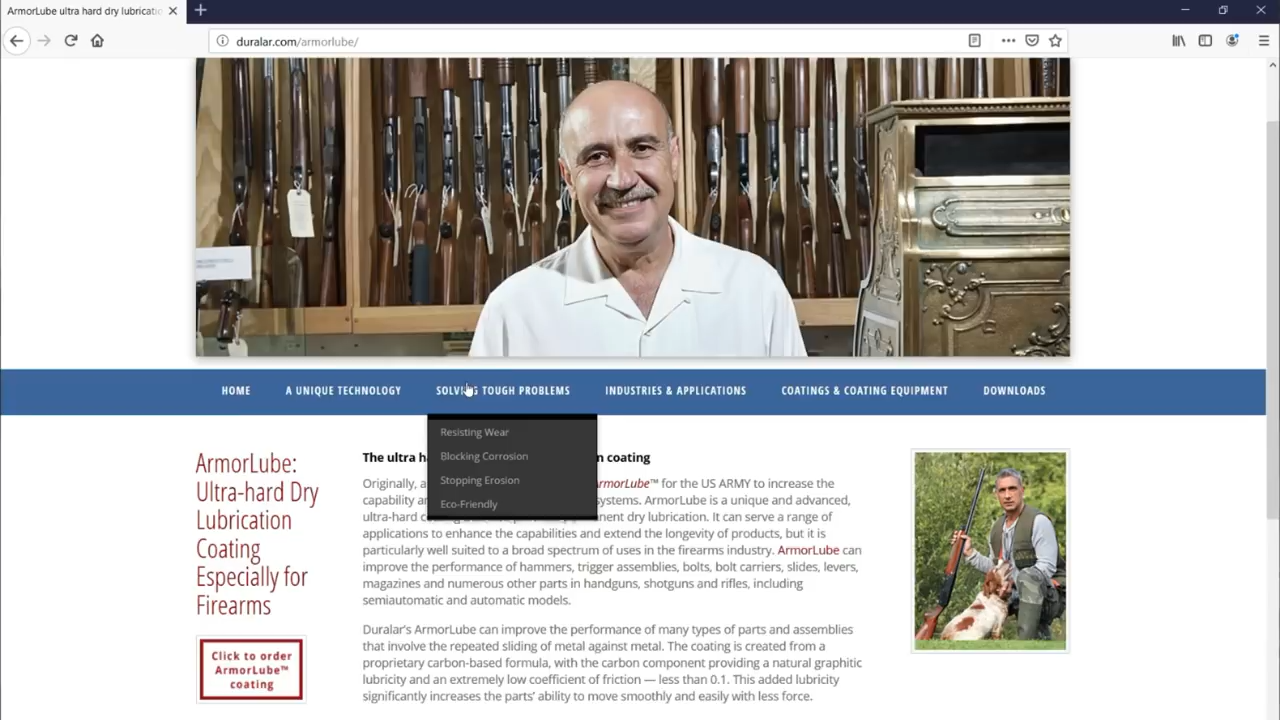 ArmorLube ultra hard dry lubricatio
duralar.com/armorlube/
HOME
A UNIQUE TECHNOLOGY
SOLVING TOUGH PROBLEMS
INDUSTRIES & APPLICATIONS
COATINGS & COATING EQUIPMENT
DOWNLOADS
Resisting Wear
Blocking Corrosion
Stopping Erosion
Eco-Friendly
ArmorLube:
Ultra-hard Dry
Lubrication
Coating
Especially for
Firearms
Click to order
ArmorLube™
coating
The ultra coating
Originally, ArmorLube™ for the US ARMY to increase the
capability systems. ArmorLube is a unique and advanced,
ultra-hard dry lubrication. It can serve a range of
applications to enhance the capabilities and extend the longevity of products, but it is
particularly well suited to a broad spectrum of uses in the firearms industry. ArmorLube can
improve the performance of hammers, trigger assemblies, bolts, bolt carriers, slides, levers,
magazines and numerous other parts in handguns, shotguns and rifles, including
semiautomatic and automatic models.
Duralar's ArmorLube can improve the performance of many types of parts and assemblies
that involve the repeated sliding of metal against metal. The coating is created from a
proprietary carbon-based formula, with the carbon component providing a natural graphitic
lubricity and an extremely low coefficient of friction — less than 0.1. This added lubricity
significantly increases the parts' ability to move smoothly and easily with less force.